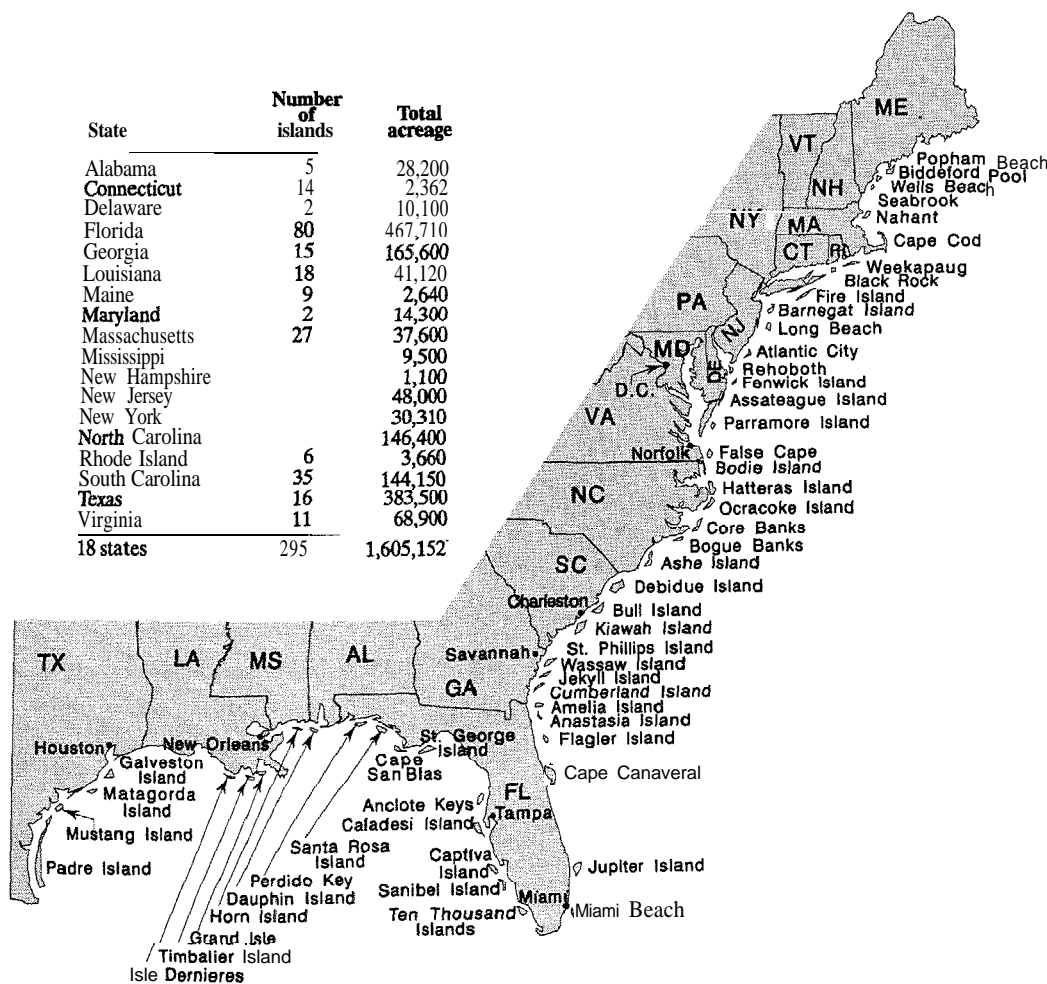 Number
of
State islands Total acreage
Alabama 5 28,200
Connecticut 14 2,362
Delaware 2 10,100
Florida 80 467,710
Georgia 15 165,600
Louisiana 18 41,120
Maine 9 2,640
Maryland 2 14,300
Massachusetts 27 37,600
Mississippi 9,500
New Hampshire 1,100
New Jersey 48,000
New York 30,310
North Carolina 146,400
Rhode Island 6 3,660
South Carolina 35 144,150
Texas 16 383,500
Virginia 11 68,900
18 states 295 1,605,152
ME
VT
NH
NY
MA
CT
RI
PA
NJ
MD
DE
D.C.
VA
Norfolk
NC
SC
Charleston
Savannah
GA
TX
LA
MS
AL
FL
Popham Beach
Biddeford Pool
Wells Beach
Seabrook
Nahant
Cape Cod
Weekapaug
Black Rock
Fire Island
Barnegat Island
Long Beach
Atlantic City
Rehoboth
Fenwick Island
Assateague Island
Parramore Island
False Cape
Bodie Island
Hatteras Island
Ocracoke Island
Core Banks
Bogue Banks
Ashe Island
Debidue Island
Bull Island
Kiawah Island
St. Phillips Island
Wassaw Island
Jekyll Island
Cumberland Island
Amelia Island
Anastasia Island
Flagler Island
Cape Canaveral
Jupiter Island
Miami
Miami Beach
Houston
Galveston
Island
Matagorda
Island
Mustang Island
Padre Island
New Orleans
St. George
Island
Cape
San Blas
Anclote Keys
Tampa
Caladesi Island
Captiva
Island
Sanibel Island
Ten Thousand
Islands
Santa Rosa
Island
Perdido Key
Dauphin Island
Horn Island
Grand Isle
Timbalier Island
Isle Dernieres